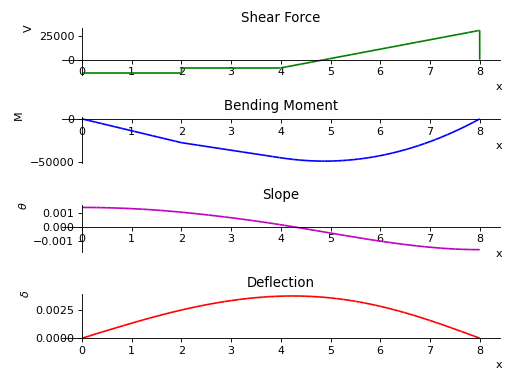 Shear Force
V
25000
0
0 1 2 3 4 5 6 7 8
x
Bending Moment
M
0
0 1 2 3 4 5 6 7 8
x
−50000
Slope
θ
0.001
0.000
0 1 2 3 4 5 6 7 8
−0.001
x
Deflection
δ
0.0025
0.0000
0 1 2 3 4 5 6 7 8
x